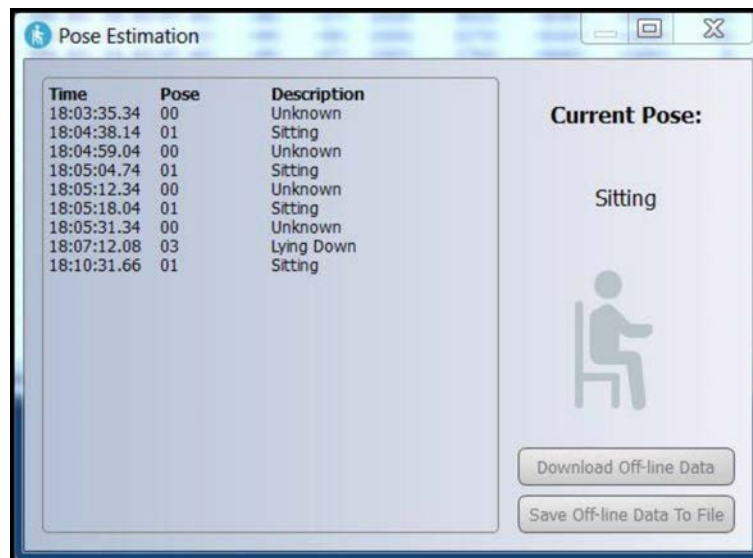 Pose Estimation
Time Pose Description
18:03:35.34 00 Unknown
18:04:38.14 01 Sitting
18:04:59.04 00 Unknown
18:05:04.74 01 Sitting
18:05:12.34 00 Unknown
18:05:18.04 01 Sitting
18:05:31.34 00 Unknown
18:07:12.08 03 Lying Down
18:10:31.66 01 Sitting
Current Pose:
Sitting
Download Off-line Data
Save Off-line Data To File